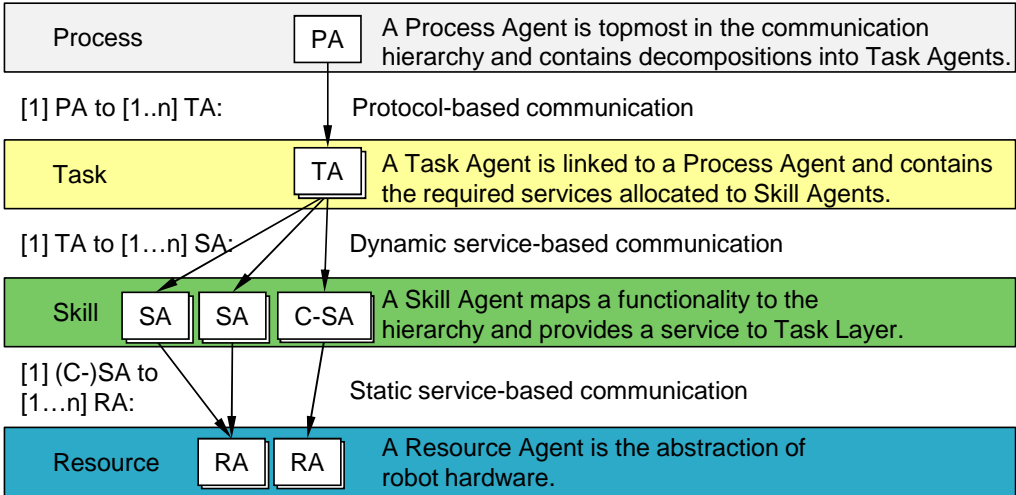 Process
PA
A Process Agent is topmost in the communication
hierarchy and contains decompositions into Task Agents.
[1] PA to [1..n] TA:
Protocol-based communication
Task
TA
A Task Agent is linked to a Process Agent and contains
the required services allocated to Skill Agents.
[1] TA to [1…n] SA:
Dynamic service-based communication
Skill
SA
SA
C-SA
A Skill Agent maps a functionality to the
hierarchy and provides a service to Task Layer.
[1] (C-)SA to
[1…n] RA:
Static service-based communication
Resource
RA
RA
A Resource Agent is the abstraction of
robot hardware.